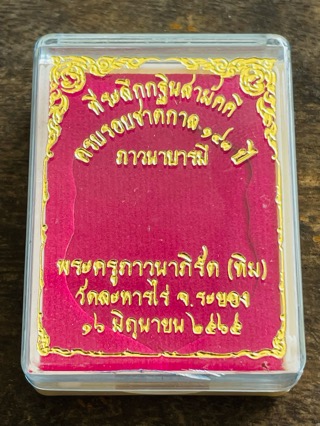 ที่ระลึกกฐินสามัคคี
ครบรอบชาตกาล ๑๔๓ ปี
ภาวนาบารมี
พระครูภาวนาภิรัต (ทิม)
วัดละหารไร่ จ.ระยอง
๑๖ มิถุนายน ๒๕๖๕